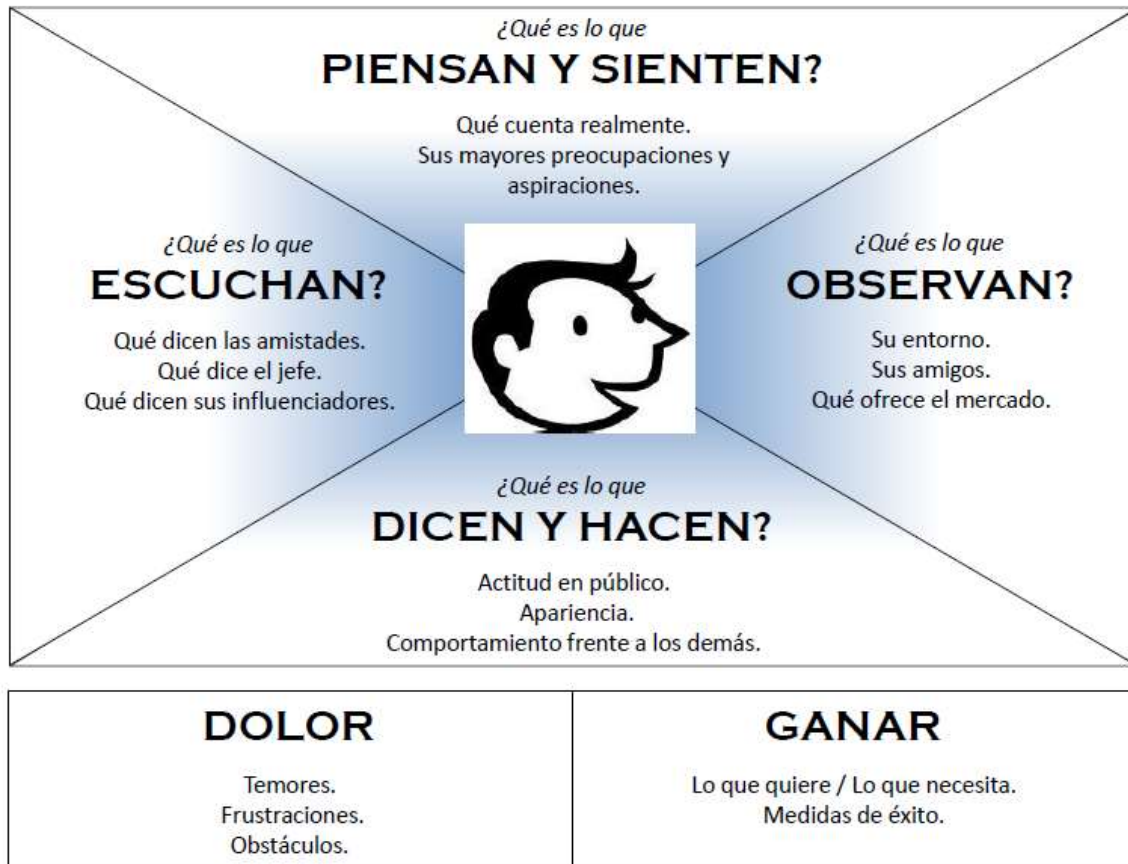 ¿Qué es lo que
PIENSAN Y SIENTEN?
Qué cuenta realmente.
Sus mayores preocupaciones y
aspiraciones.
¿Qué es lo que
ESCUCHAN?
Qué dicen las amistades.
Qué dice el jefe.
Qué dicen sus influenciadores.
¿Qué es lo que
OBSERVAN?
Su entorno.
Sus amigos.
Qué ofrece el mercado.
¿Qué es lo que
DICEN Y HACEN?
Actitud en público.
Apariencia.
Comportamiento frente a los demás.
DOLOR
Temores.
Frustraciones.
Obstáculos.
GANAR
Lo que quiere / Lo que necesita.
Medidas de éxito.